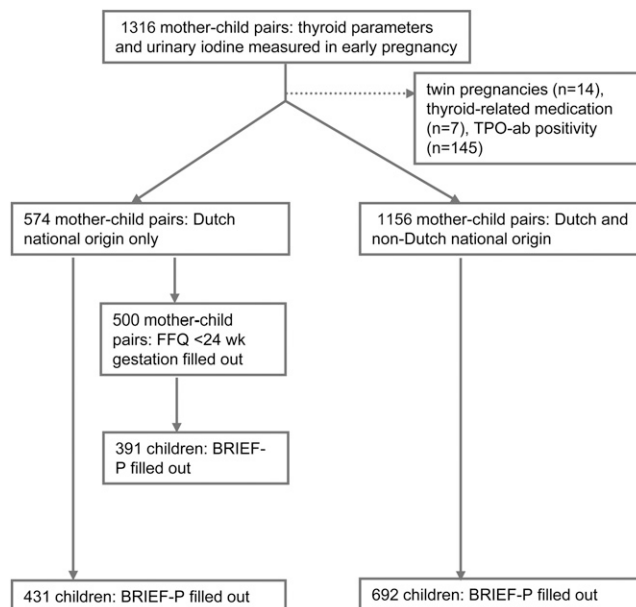 1316 mother-child pairs: thyroid parameters
and urinary iodine measured in early pregnancy
twin pregnancies (n=14),
thyroid-related medication
(n=7), TPO-ab positivity
(n=145)
574 mother-child pairs: Dutch
national origin only
1156 mother-child pairs: Dutch and
non-Dutch national origin
500 mother-child
pairs: FFQ <24 wk
gestation filled out
391 children: BRIEF-
P filled out
431 children: BRIEF-P filled out
692 children: BRIEF-P filled out